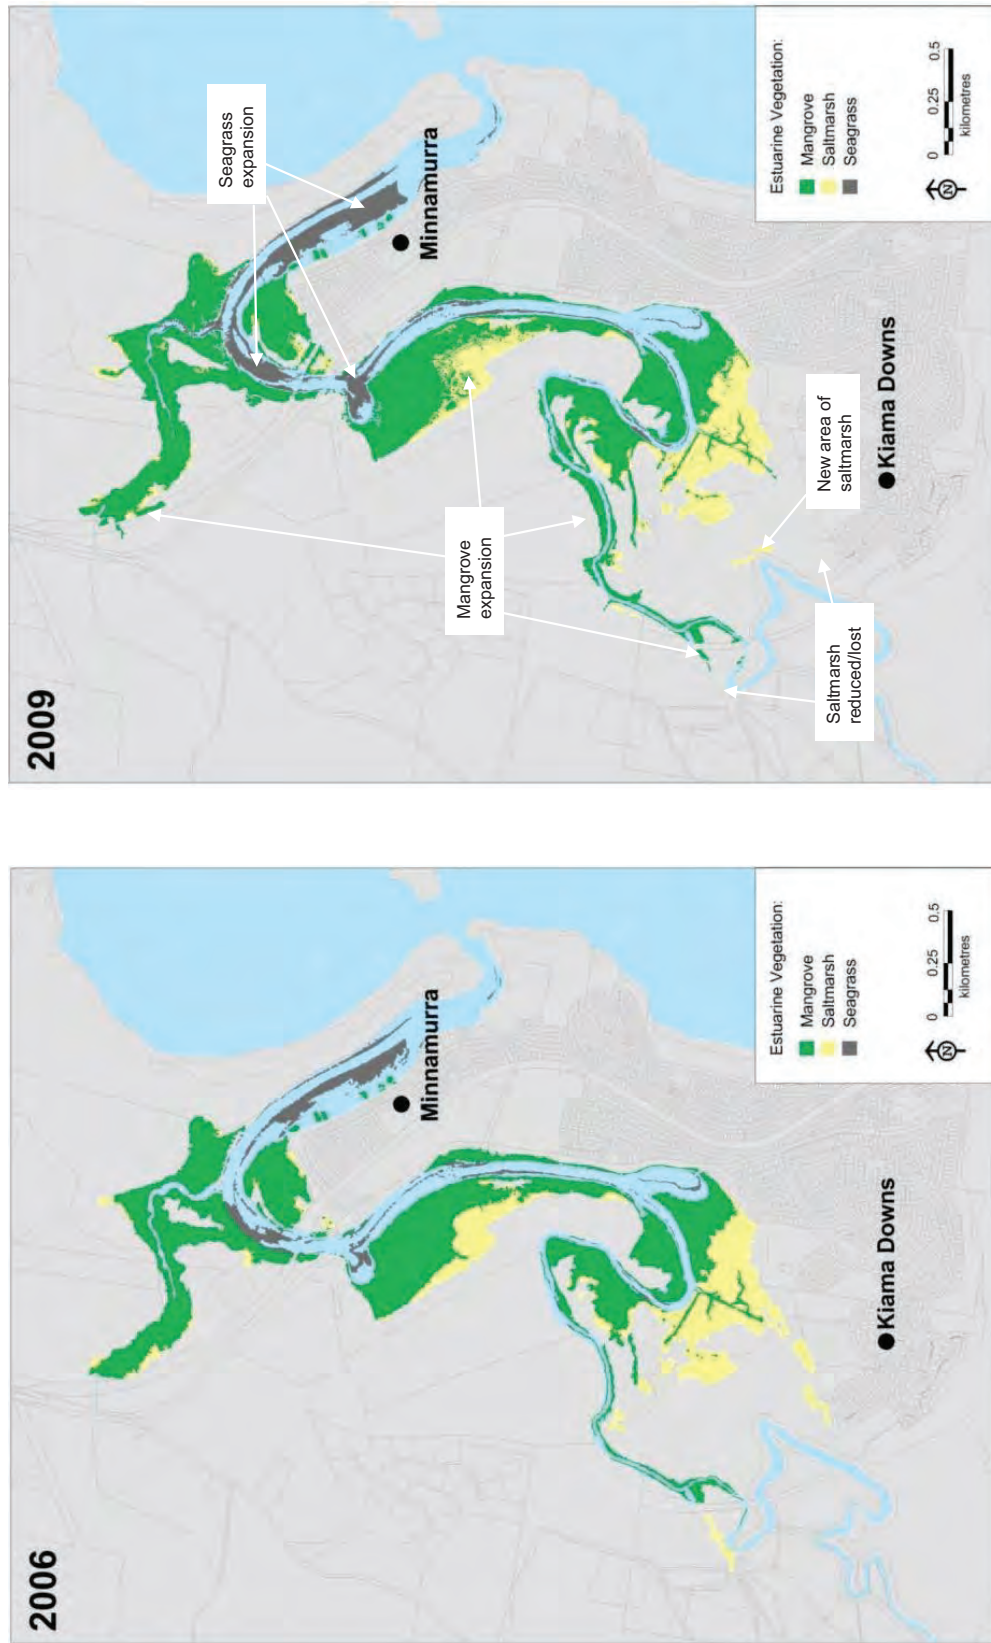 2006
Minnamurra
Kiama Downs
Estuarine Vegetation:
Mangrove
Saltmarsh
Seagrass
0 0.25 0.5
kilometres
N
2009
Seagrass
expansion
Minnamurra
Mangrove
expansion
Kiama Downs
New area of
saltmarsh
Saltmarsh
reduced/lost
Estuarine Vegetation:
Mangrove
Saltmarsh
Seagrass
0 0.25 0.5
kilometres
N